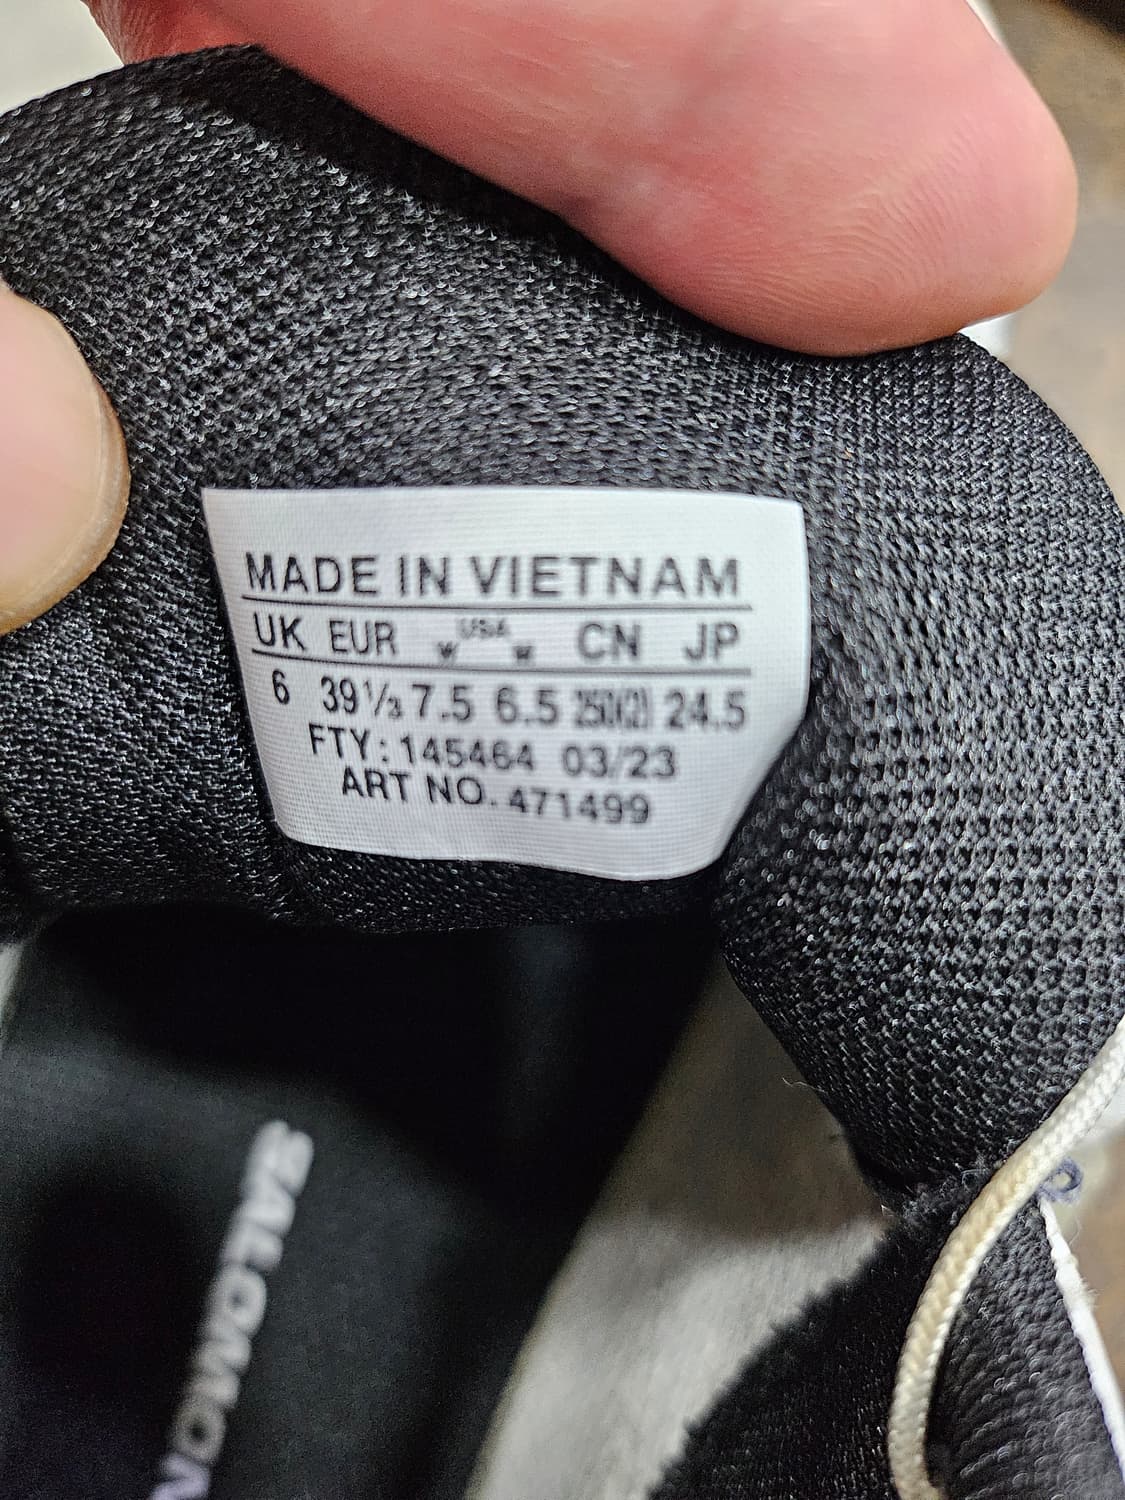 MADE IN VIETNAM
UK EUR USA CN JP
W M
6 39⅓ 7.5 6.5 250(2) 24.5
FTY: 145464 03/23
ART NO. 471499
SALOMON